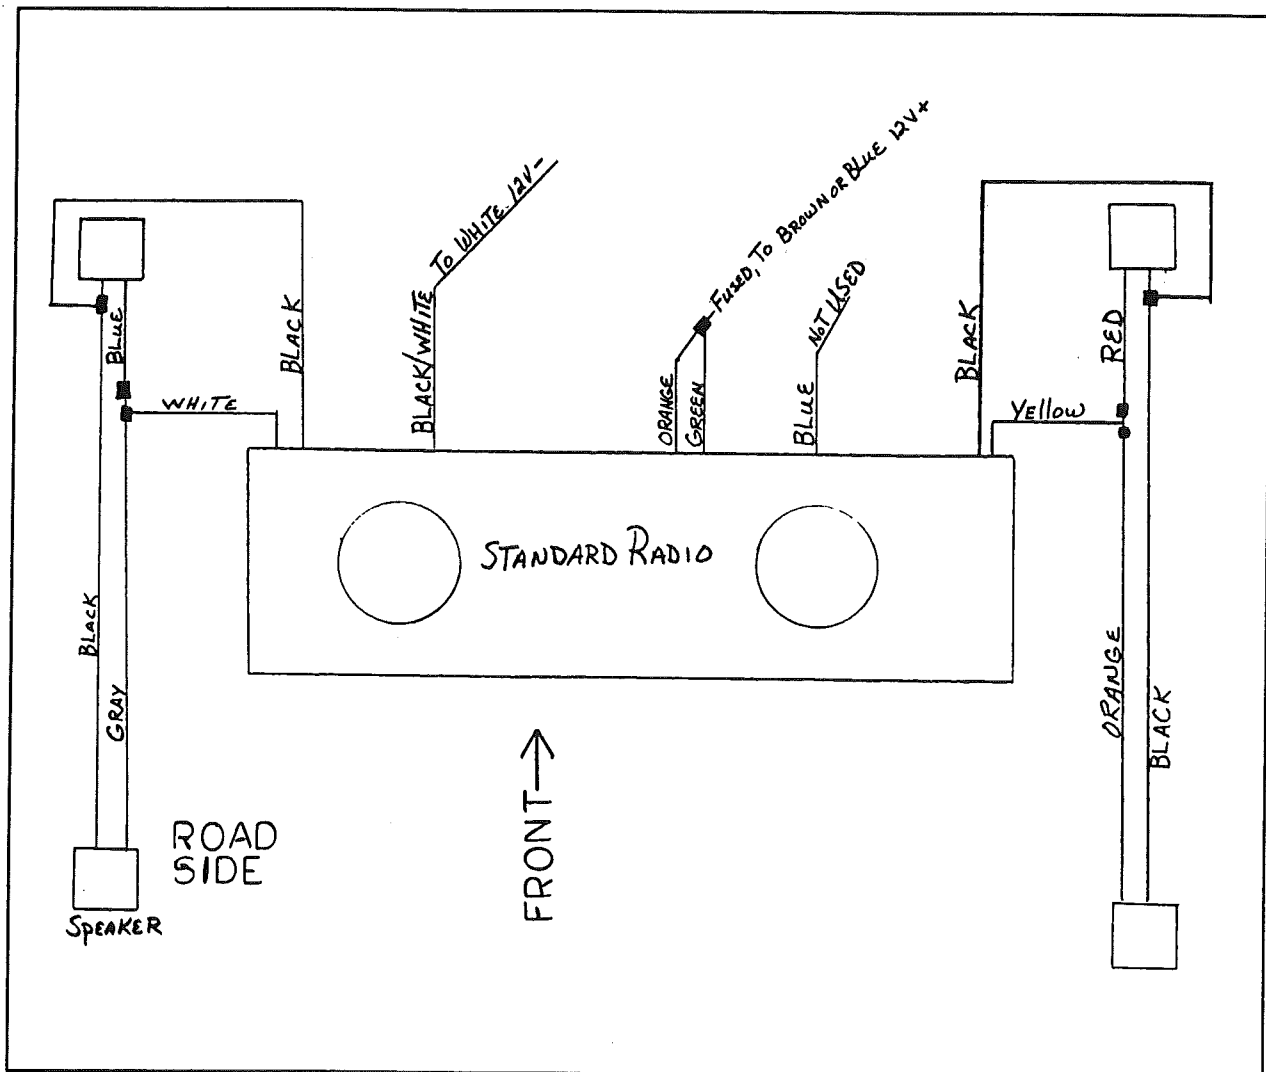 To WHITE 12V-
FUSED, TO BROWN OR BLUE 12V+
NOT USED
BLUE
BLACK
BLACK/WHITE
ORANGE
GREEN
BLUE
BLACK
RED
WHITE
Yellow
STANDARD RADIO
BLACK
GRAY
ORANGE
BLACK
ROAD
SIDE
FRONT
SPEAKER